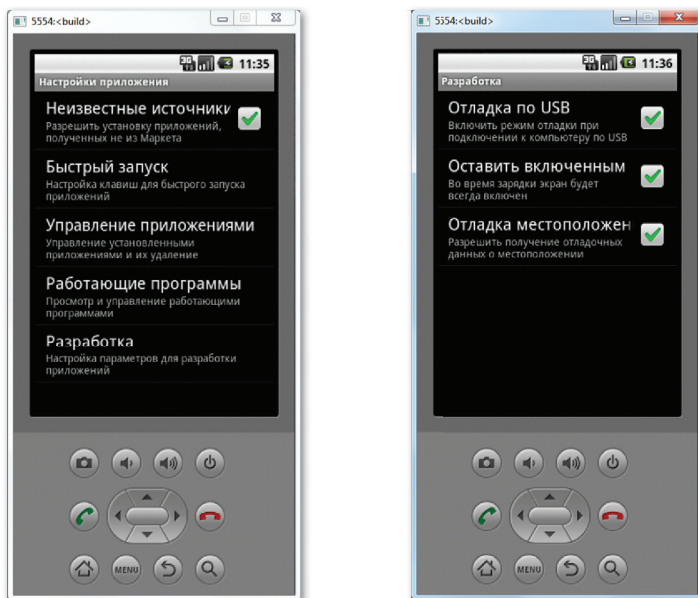 5554:<build>
3G 11:35
Настройки приложения
Неизвестные источники
Разрешить установку приложений,
полученных не из Маркета
Быстрый запуск
Настройка клавиш для быстрого запуска
приложений
Управление приложениями
Управление установленными
приложениями и их удаление
Работающие программы
Просмотр и управление работающими
программами
Разработка
Настройка параметров для разработки
приложений
MENU
5554:<build>
3G 11:36
Разработка
Отладка по USB
Включить режим отладки при
подключении к компьютеру по USB
Оставить включенным
Во время зарядки экран будет
всегда включен
Отладка местоположен
Разрешить получение отладочных
данных о местоположении
MENU